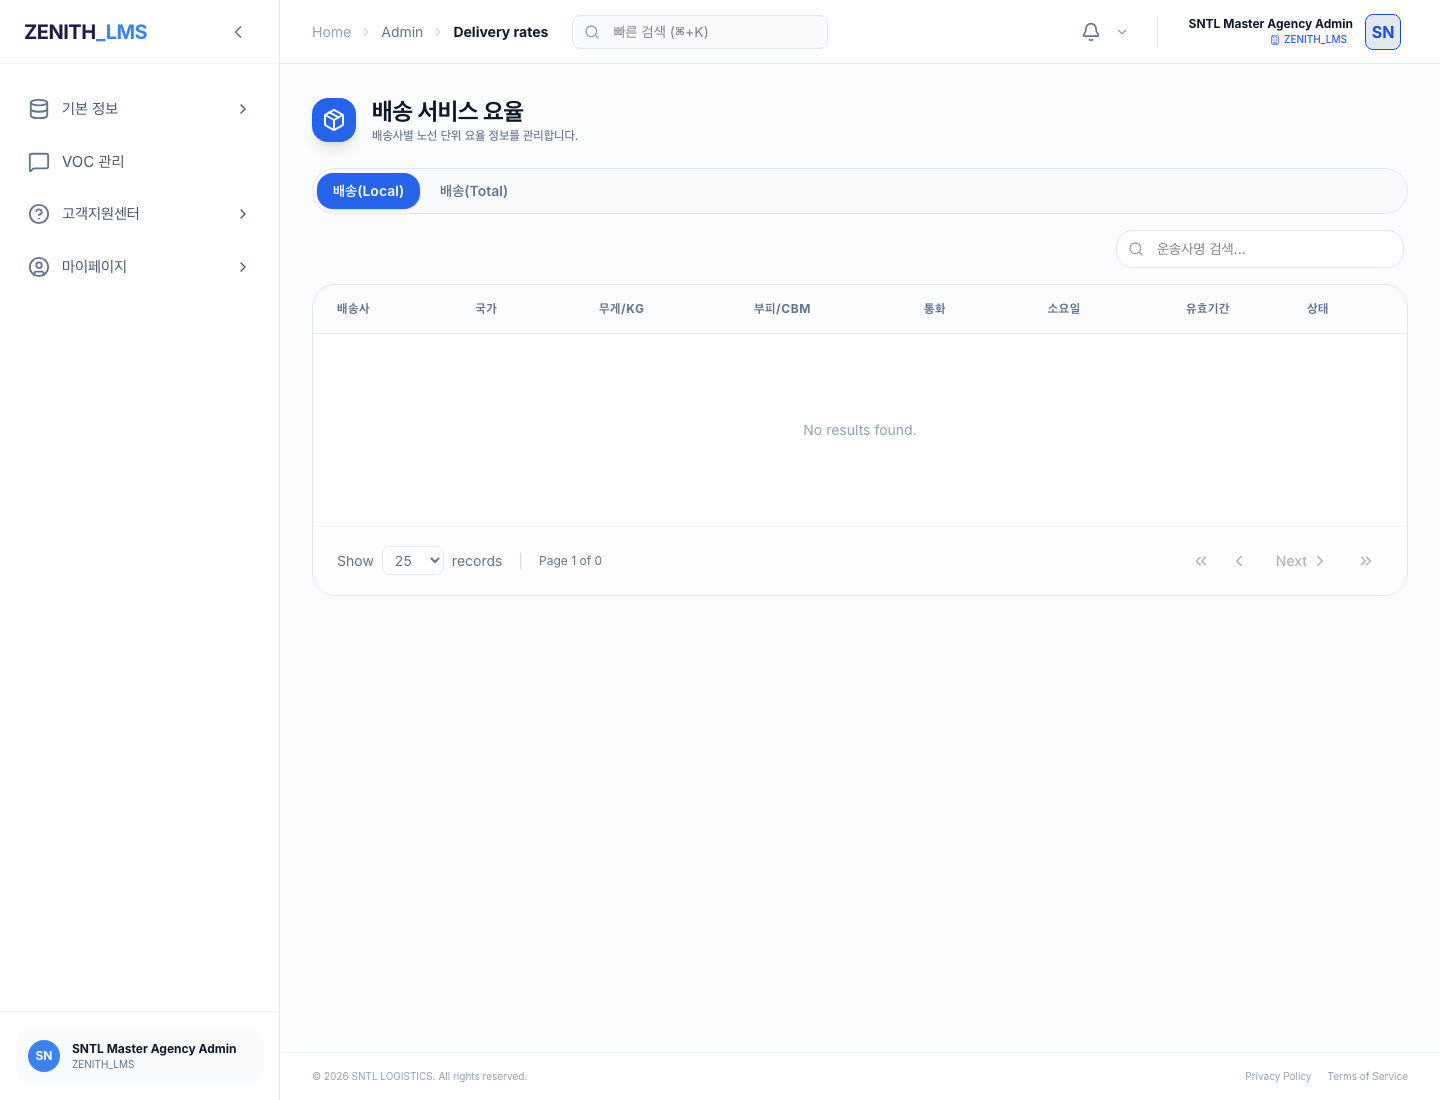 ZENITH_LMS
Home
Admin
Delivery rates
빠른 검색 (⌘+K)
SNTL Master Agency Admin
ZENITH_LMS
SN
기본 정보
VOC 관리
고객지원센터
마이페이지
배송 서비스 요율
배송사별 노선 단위 요율 정보를 관리합니다.
배송(Local)
배송(Total)
운송사명 검색...
배송사 국가 무게/KG 부피/CBM 통화 소요일 유효기간 상태
No results found.
Show 25 records | Page 1 of 0
Next
SN
SNTL Master Agency Admin
ZENITH_LMS
© 2026 SNTL LOGISTICS. All rights reserved.
Privacy Policy Terms of Service